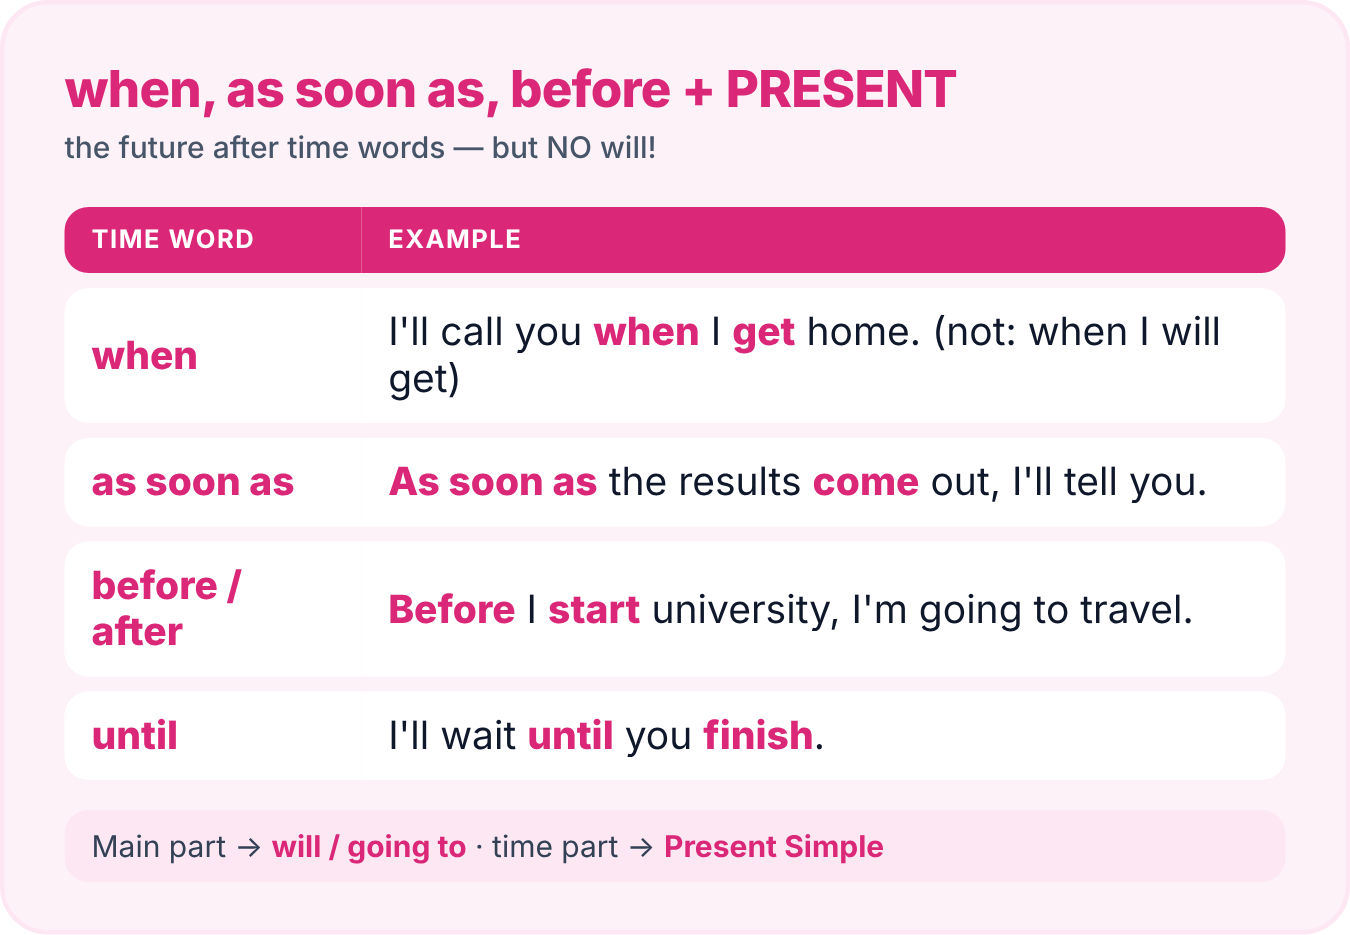 when, as soon as, before + PRESENT
the future after time words — but NO will!
TIME WORD EXAMPLE
when
I'll call you when I get home. (not: when I will
get)
as soon as
As soon as the results come out, I'll tell you.
before /
after
Before I start university, I'm going to travel.
until
I'll wait until you finish.
Main part → will / going to · time part → Present Simple